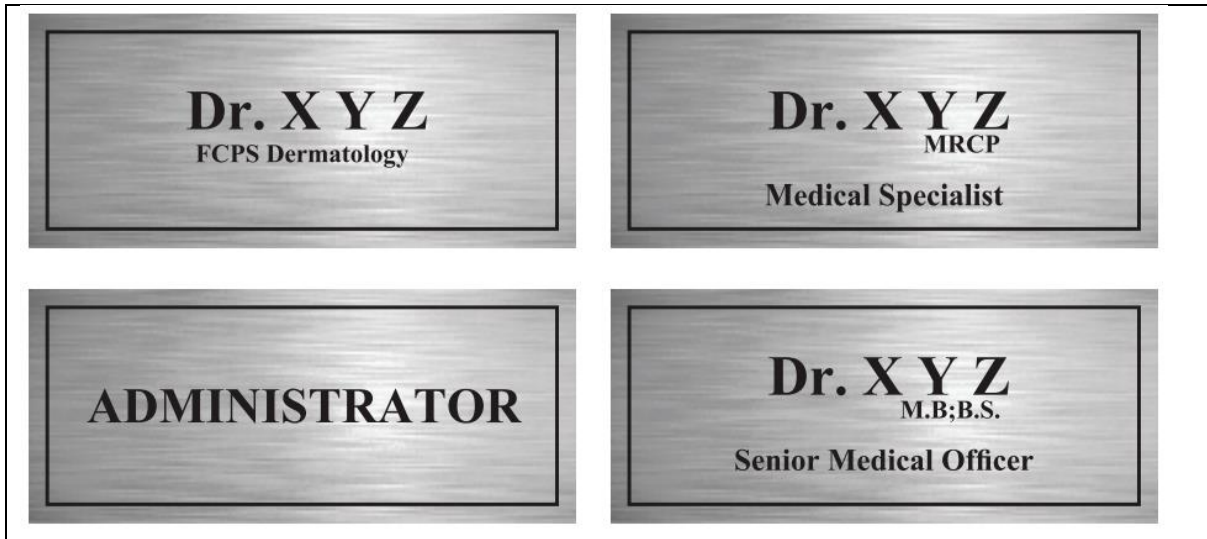 Dr. X Y Z
FCPS Dermatology
Dr. X Y Z
MRCP
Medical Specialist
ADMINISTRATOR
Dr. X Y Z
M.B;B.S.
Senior Medical Officer